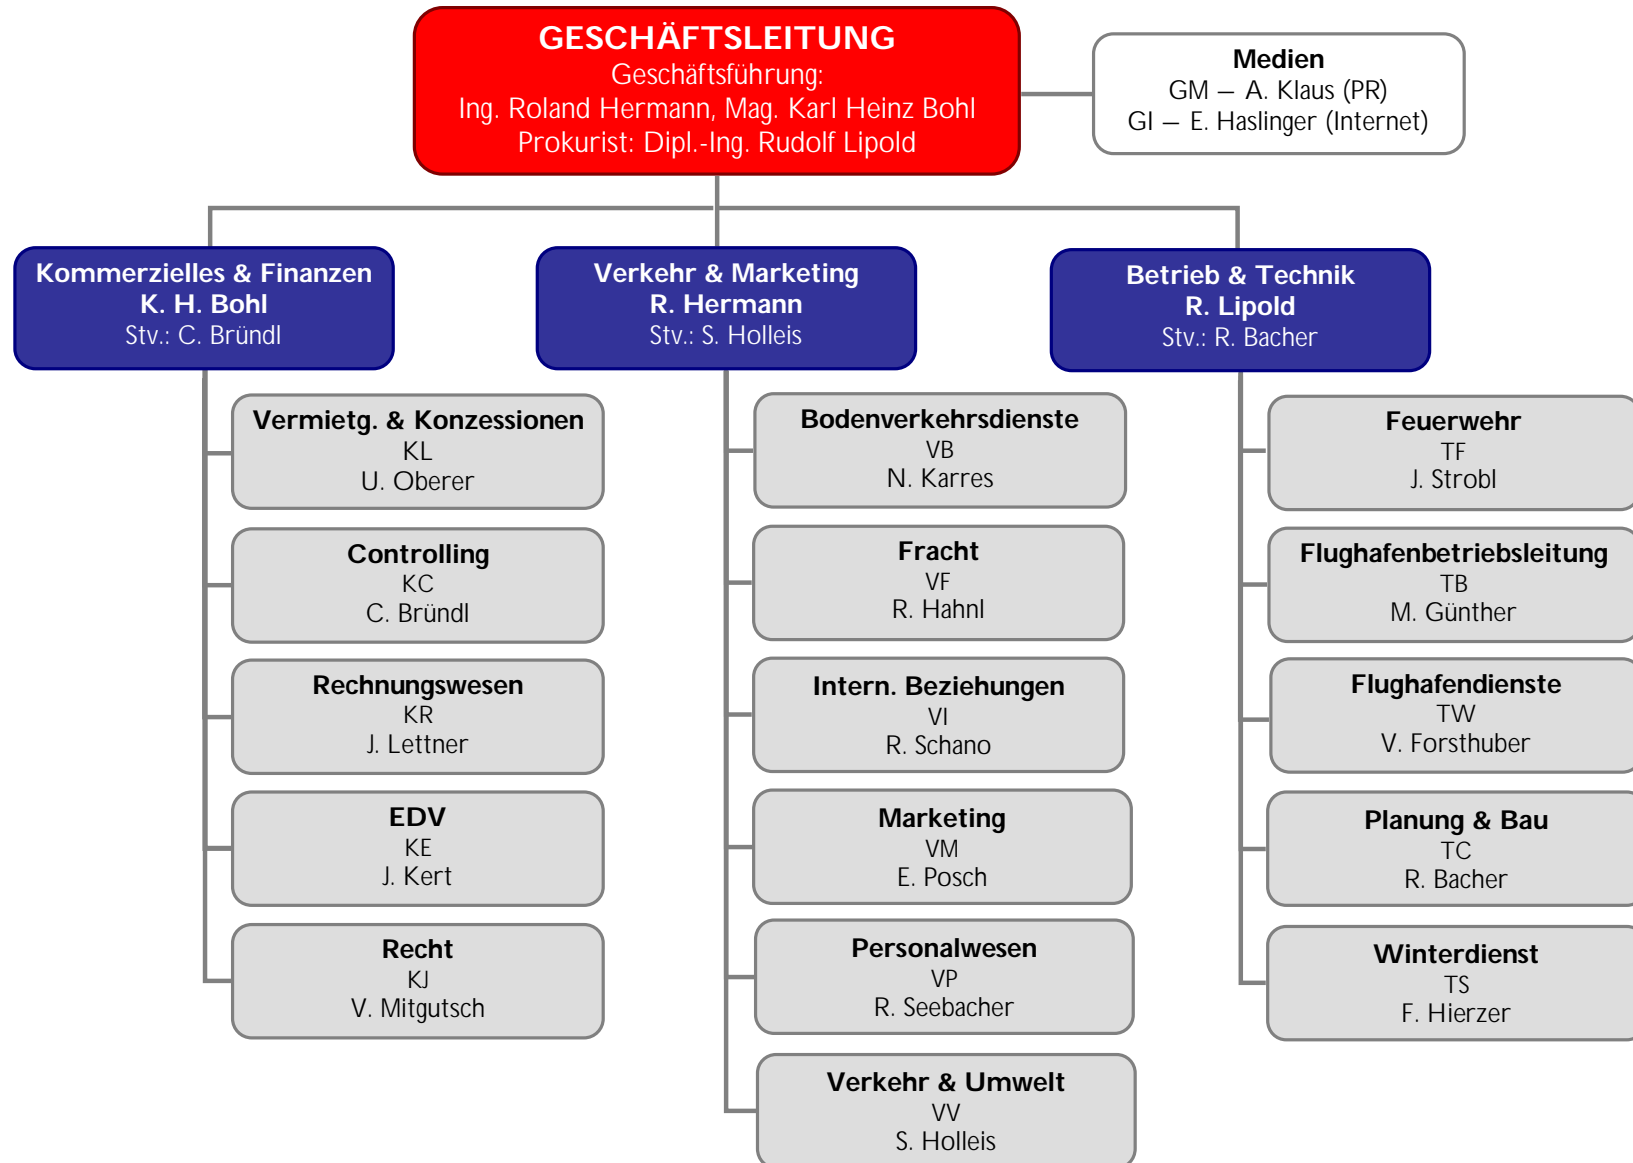 GESCHÄFTSLEITUNG
Geschäftsführung:
Ing. Roland Hermann, Mag. Karl Heinz Bohl
Prokurist: Dipl.-Ing. Rudolf Lipold
Medien
GM – A. Klaus (PR)
GI – E. Haslinger (Internet)
Kommerzielles & Finanzen
K. H. Bohl
Stv.: C. Bründl
Verkehr & Marketing
R. Hermann
Stv.: S. Holleis
Betrieb & Technik
R. Lipold
Stv.: R. Bacher
Vermietg. & Konzessionen
KL
U. Oberer
Controlling
KC
C. Bründl
Rechnungswesen
KR
J. Lettner
EDV
KE
J. Kert
Recht
KJ
V. Mitgutsch
Bodenverkehrsdienste
VB
N. Karres
Fracht
VF
R. Hahnl
Intern. Beziehungen
VI
R. Schano
Marketing
VM
E. Posch
Personalwesen
VP
R. Seebacher
Verkehr & Umwelt
VV
S. Holleis
Feuerwehr
TF
J. Strobl
Flughafenbetriebsleitung
TB
M. Günther
Flughafendienste
TW
V. Forsthuber
Planung & Bau
TC
R. Bacher
Winterdienst
TS
F. Hierzer